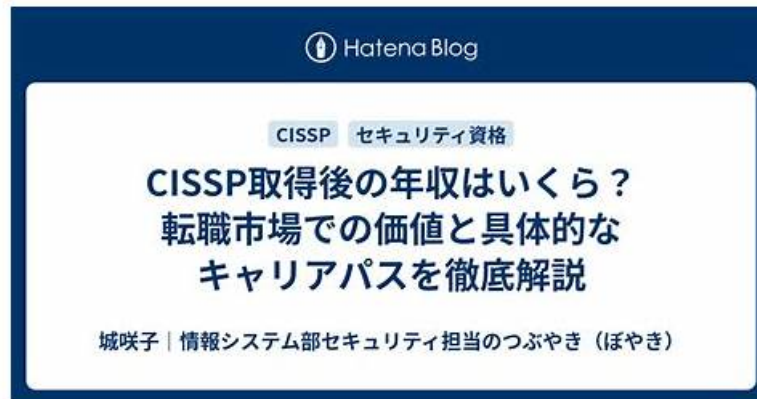 Hatena Blog
CISSP セキュリティ資格
CISSP取得後の年収はいくら？
転職市場での価値と具体的な
キャリアパスを徹底解説
城咲子｜情報システム部セキュリティ担当のつぶやき（ぼやき）